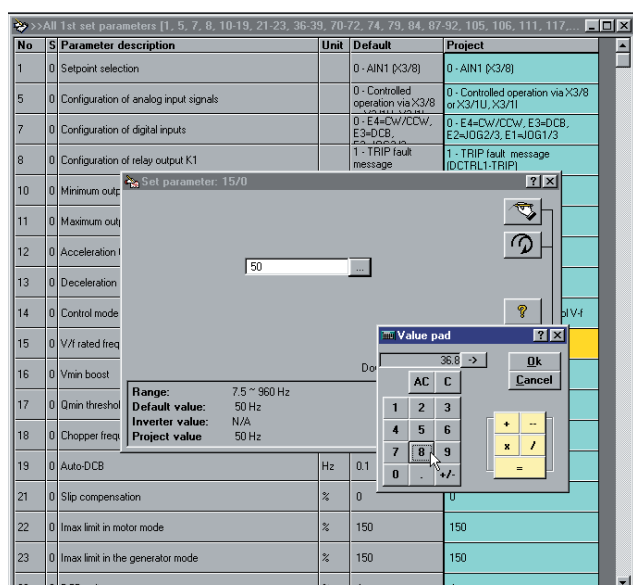 >>All 1st set parameters (1, 5, 7, 8, 10-19, 21-23, 36-39, 70-72, 74, 79, 84, 87-92, 105, 106, 111, 117,...
No S Parameter description Unit Default Project
1 0 Setpoint selection 0 - AIN1 (X3/8) 0 - AIN1 (X3/8)
5 0 Configuration of analog input signals 0 - Controlled operation via X3/8 0 - Controlled operation via X3/8 or X3/1U, X3/1I
7 0 Configuration of digital inputs 0 - E4=CW/CCW, E3=DCB, 0 - E4=CW/CCW, E3=DCB, E2=JOG2/3, E1=JOG1/3
8 0 Configuration of relay output K1 1 - TRIP fault message 1 - TRIP fault message (DCTRL1-TRIP)
10 0 Minimum outp
11 0 Maximum outp
12 0 Acceleration
13 0 Deceleration
14 0 Control mode ol V-f
15 0 V/f rated freq
16 0 Vmin boost
17 0 Qmin threshol
18 0 Chopper frequ
19 0 Auto-DCB Hz 0.1
21 0 Slip compensation % 0 0
22 0 Imax limit in motor mode % 150 150
23 0 Imax limit in the generator mode % 150 150
Set parameter: 15/0
50 ...
Do
Range: 7.5 ~ 960 Hz
Default value: 50 Hz
Inverter value: N/A
Project value 50 Hz
Value pad
36.8 -> Ok
AC C Cancel
1 2 3
4 5 6 + --
7 8 9 x /
0 . +/- =